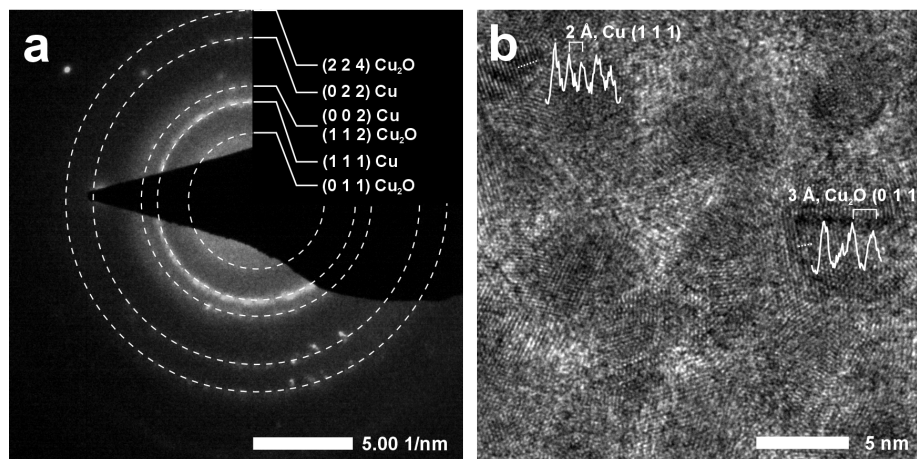 a
(2 2 4) Cu₂O
(0 2 2) Cu
(0 0 2) Cu
(1 1 2) Cu₂O
(1 1 1) Cu
(0 1 1) Cu₂O
5.00 1/nm
b
2 Å, Cu (1 1 1)
3 Å, Cu₂O (0 1 1
5 nm